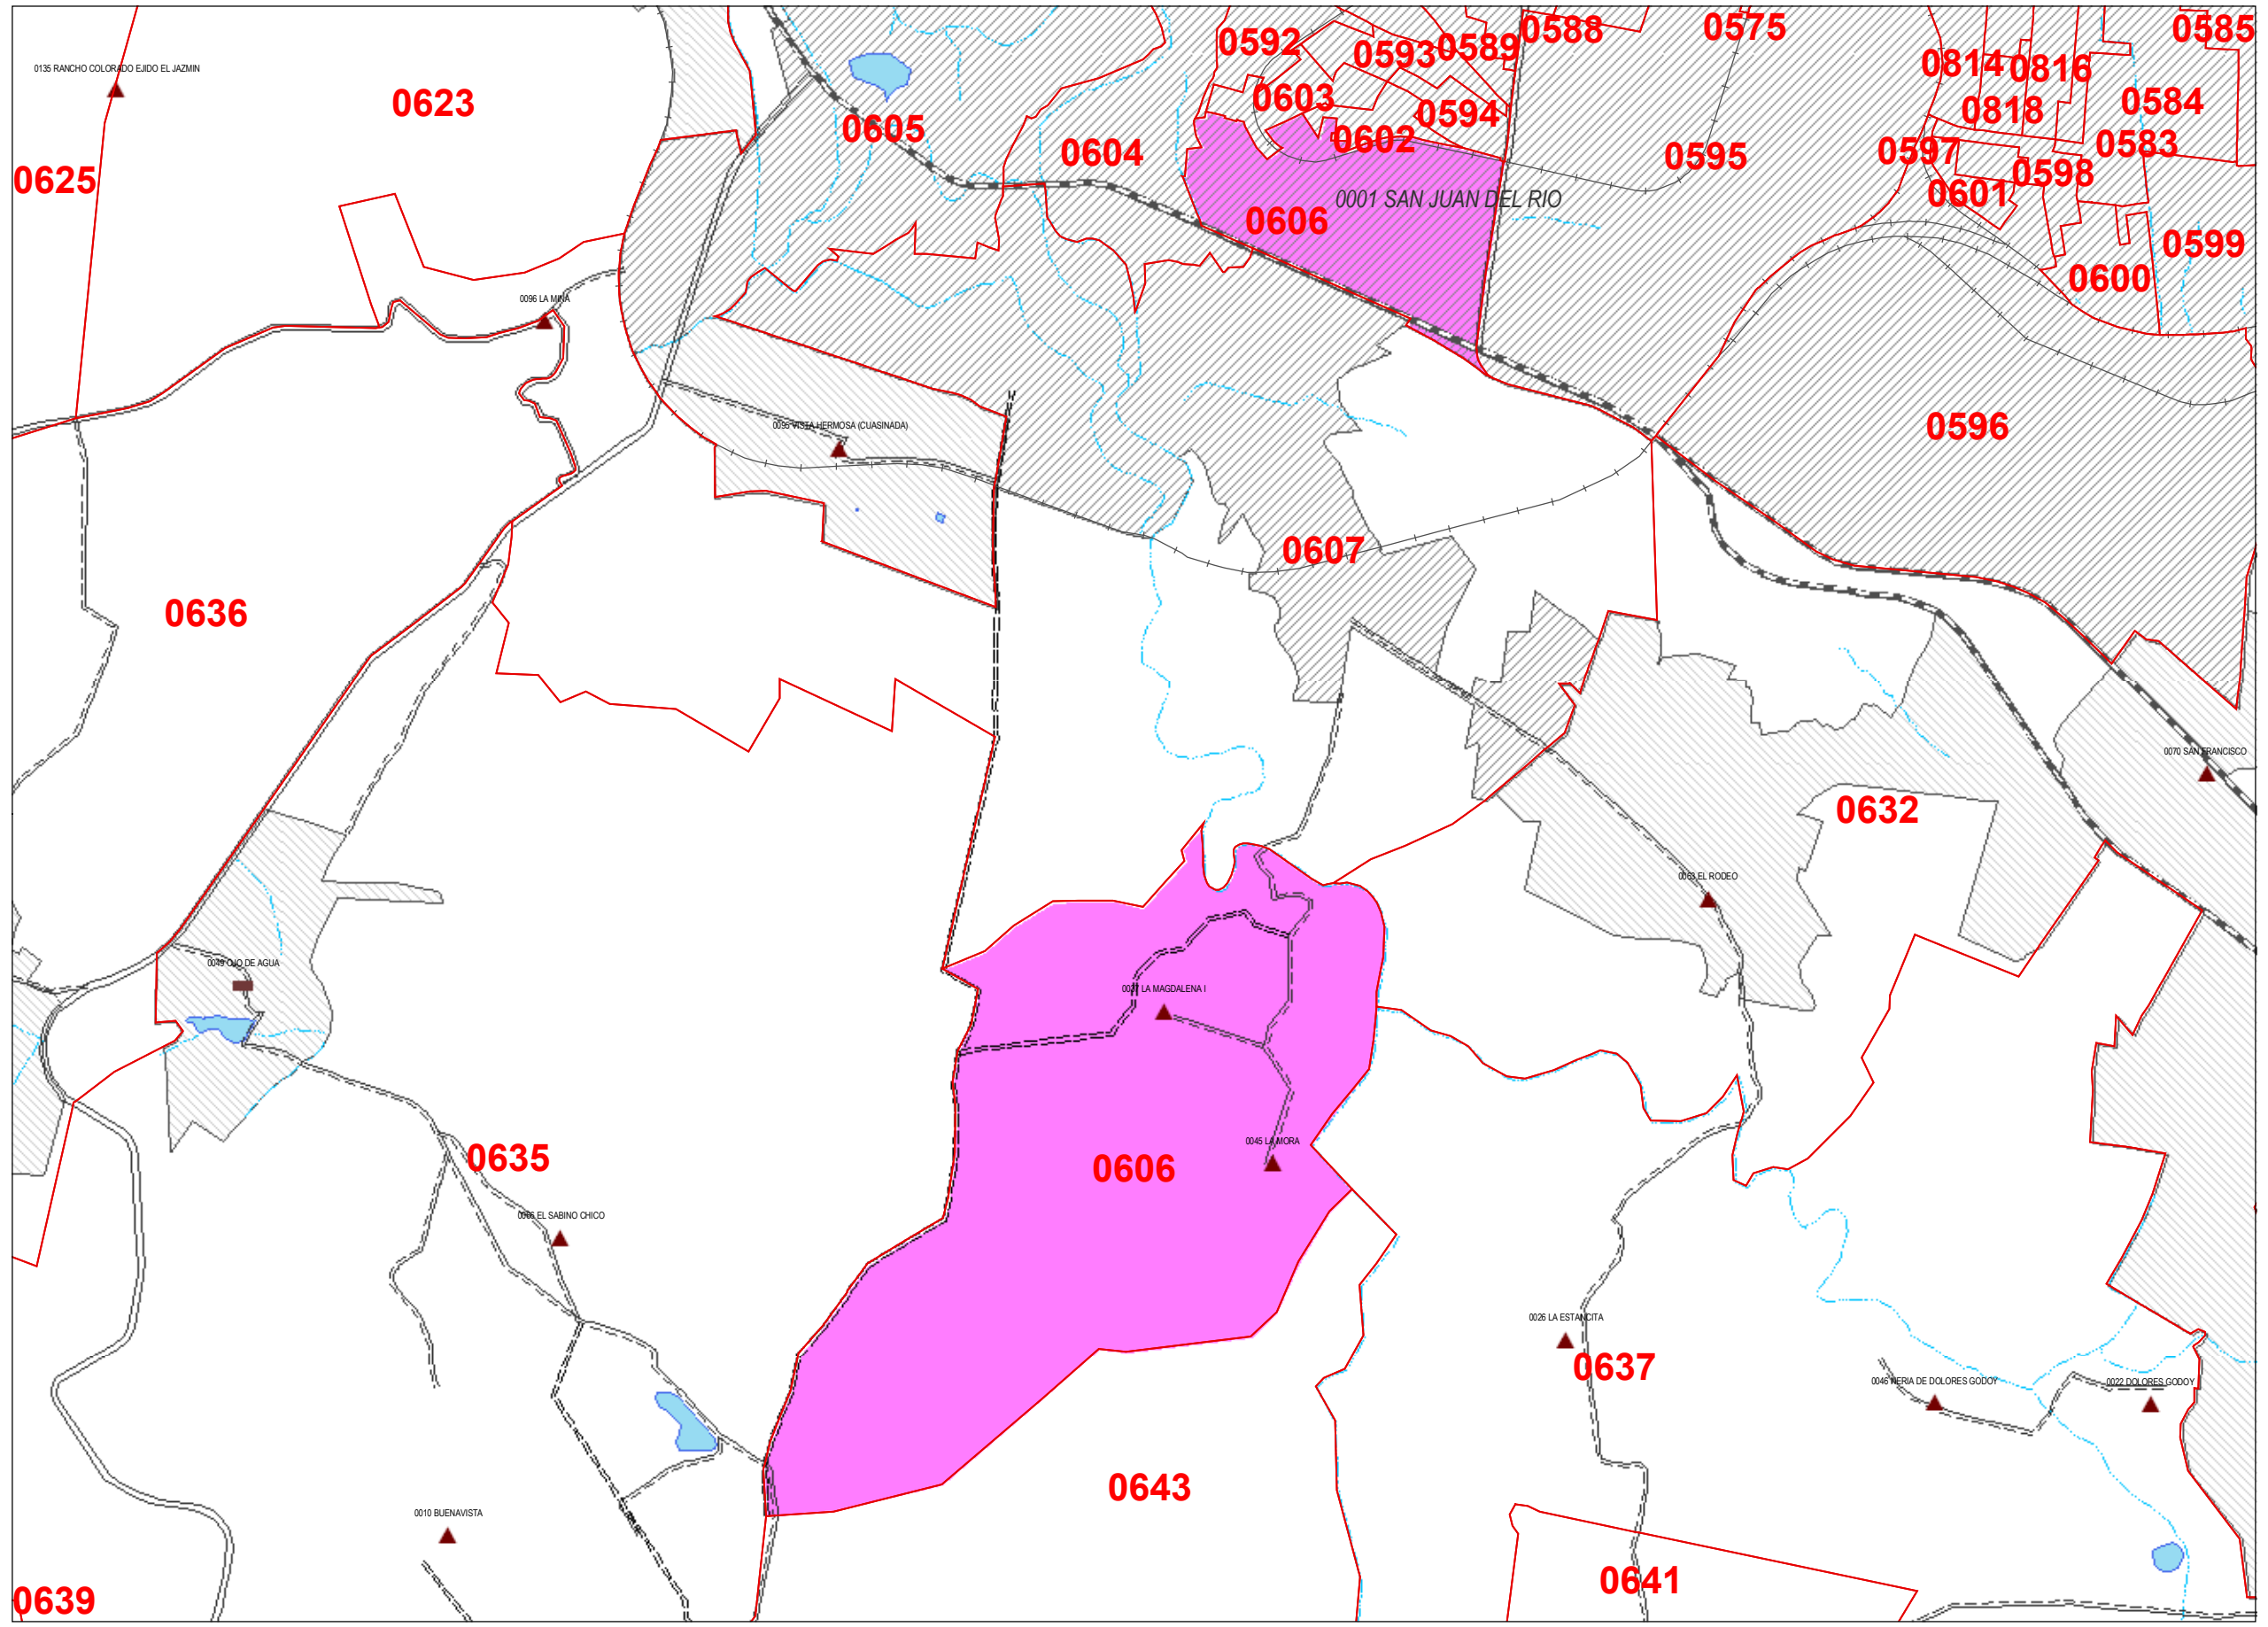 0592
0593
0589
0588
0575
0585
0135 RANCHO COLORADO EJIDO EL JAZMIN
0623
0603
0594
0814
0816
0818
0584
0605
0604
0602
0595
0597
0598
0583
0625
0601
0001 SAN JUAN DEL RIO
0606
0599
0600
0096 LA MINA
0095 VISTA HERMOSA (CUASINADA)
0596
0607
0636
0070 SAN FRANCISCO
0632
EL RODEO
0049 OJO DE AGUA
LA MAGDALENA I
0045 LA MORA
0635
0606
EL SABINO CHICO
0026 LA ESTANCITA
0637
0046 NERIA DE DOLORES GODOY
0022 DOLORES GODOY
0643
0010 BUENAVISTA
0641
0639